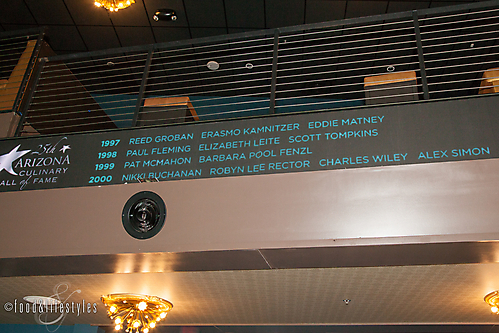 25th
ARIZONA
CULINARY
HALL of FAME
1997 REED GROBAN ERASMO KAMNITZER EDDIE MATNEY
1998 PAUL FLEMING ELIZABETH LEITE SCOTT TOMPKINS
1999 PAT MCMAHON BARBARA POOL FENZL
2000 NIKKI BUCHANAN ROBYN LEE RECTOR CHARLES WILEY ALEX SIMON
©food&lifestyles